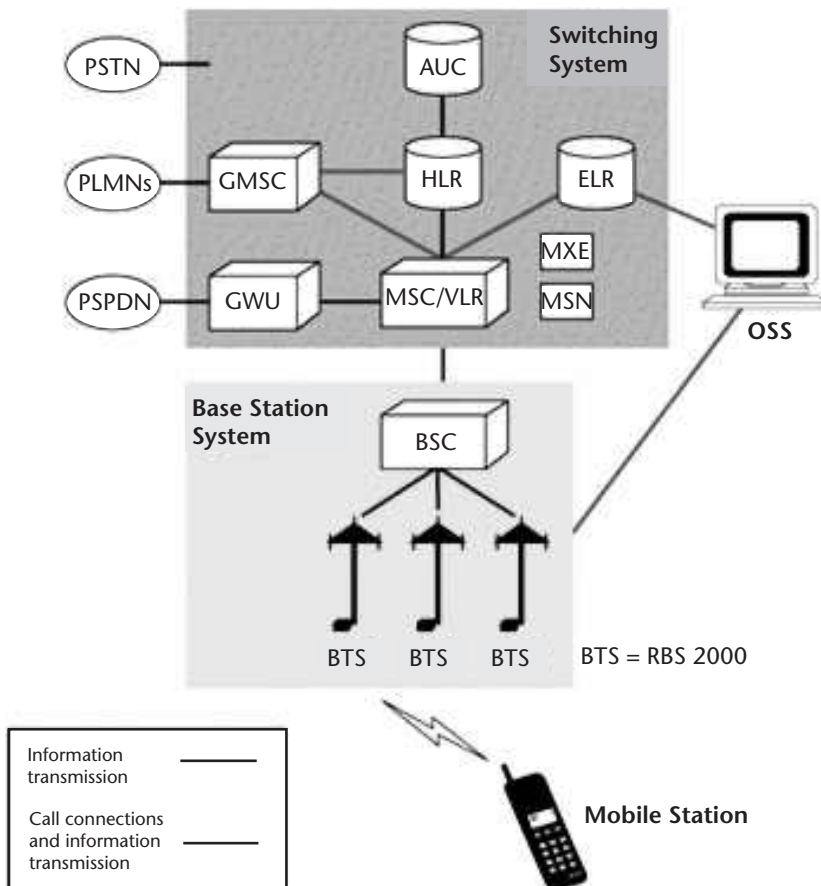 Switching
System
PSTN
AUC
PLMNs
GMSC
HLR
ELR
MXE
PSPDN
GWU
MSC/VLR
MSN
OSS
Base Station
System
BSC
BTS
BTS
BTS
BTS = RBS 2000
Information
transmission
Call connections
and information
transmission
Mobile Station